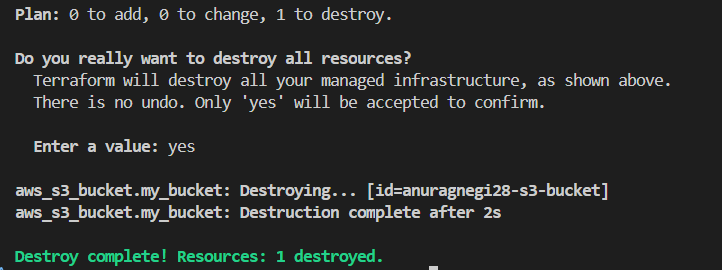 Plan: 0 to add, 0 to change, 1 to destroy.
Do you really want to destroy all resources?
Terraform will destroy all your managed infrastructure, as shown above.
There is no undo. Only 'yes' will be accepted to confirm.
Enter a value: yes
aws_s3_bucket.my_bucket: Destroying... [id=anuragnegi28-s3-bucket]
aws_s3_bucket.my_bucket: Destruction complete after 2s
Destroy complete! Resources: 1 destroyed.